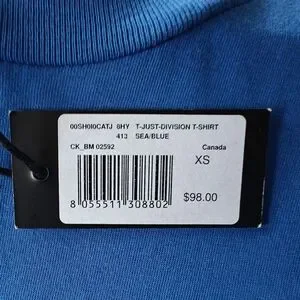 00SH0I0CATJ 8HY T-JUST-DIVISION T-SHIRT
413 SEA/BLUE
CK_BM 02592 Canada
XS
$98.00
8 055511 308802